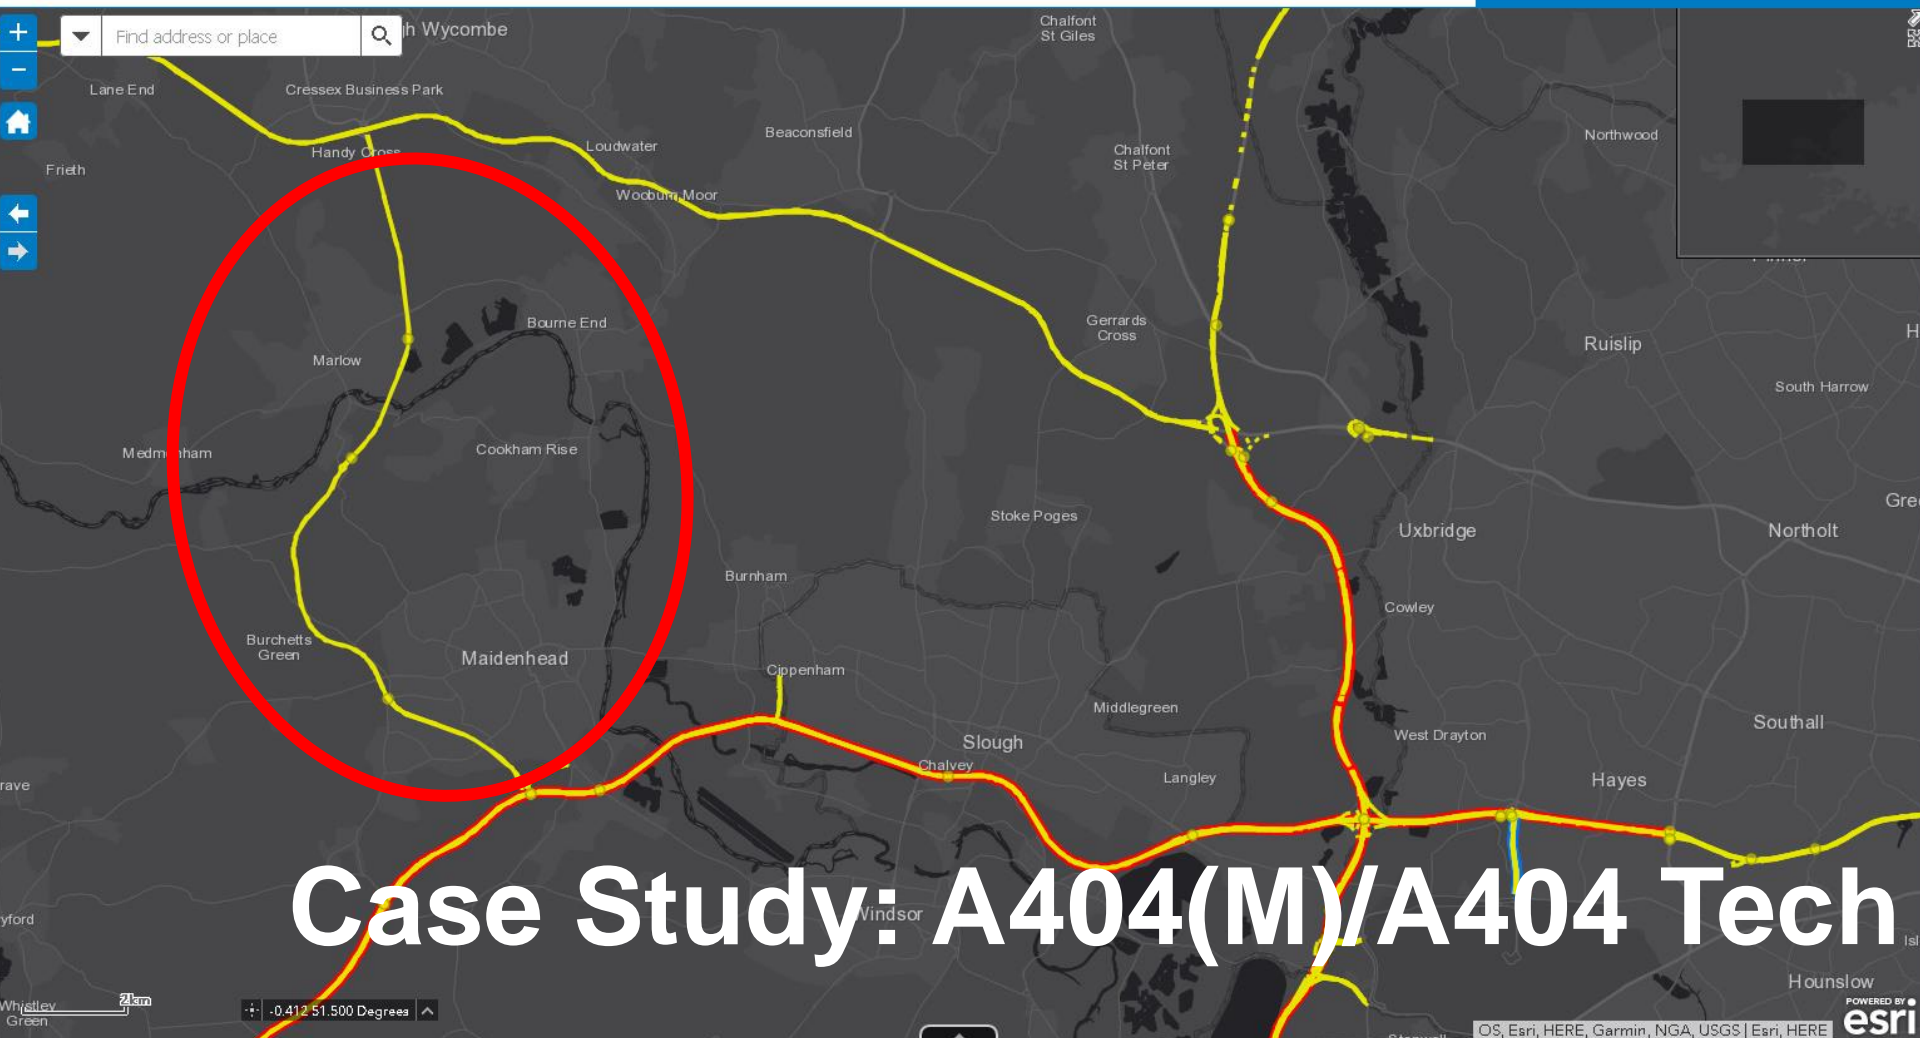 Find address or place
h Wycombe
Chalfont
St Giles
Lane End
Cressex Business Park
Beaconsfield
Northwood
Handy Cross
Loudwater
Chalfont
St Peter
Frieth
Wooburn Moor
Bourne End
Gerrards
Cross
Ruislip
H
Marlow
South Harrow
Medmenham
Cookham Rise
Stoke Poges
Gre
Uxbridge
Northolt
Burnham
Cowley
Burchetts
Green
Maidenhead
Cippenham
Middlegreen
Southall
Slough
West Drayton
Chalvey
Langley
Hayes
rave
Case Study: A404(M)/A404 Tech
Windsor
yford
Isl
Hounslow
Whistley
Green
2km
-0.412 51.500 Degrees
POWERED BY
esri
OS, Esri, HERE, Garmin, NGA, USGS | Esri, HERE